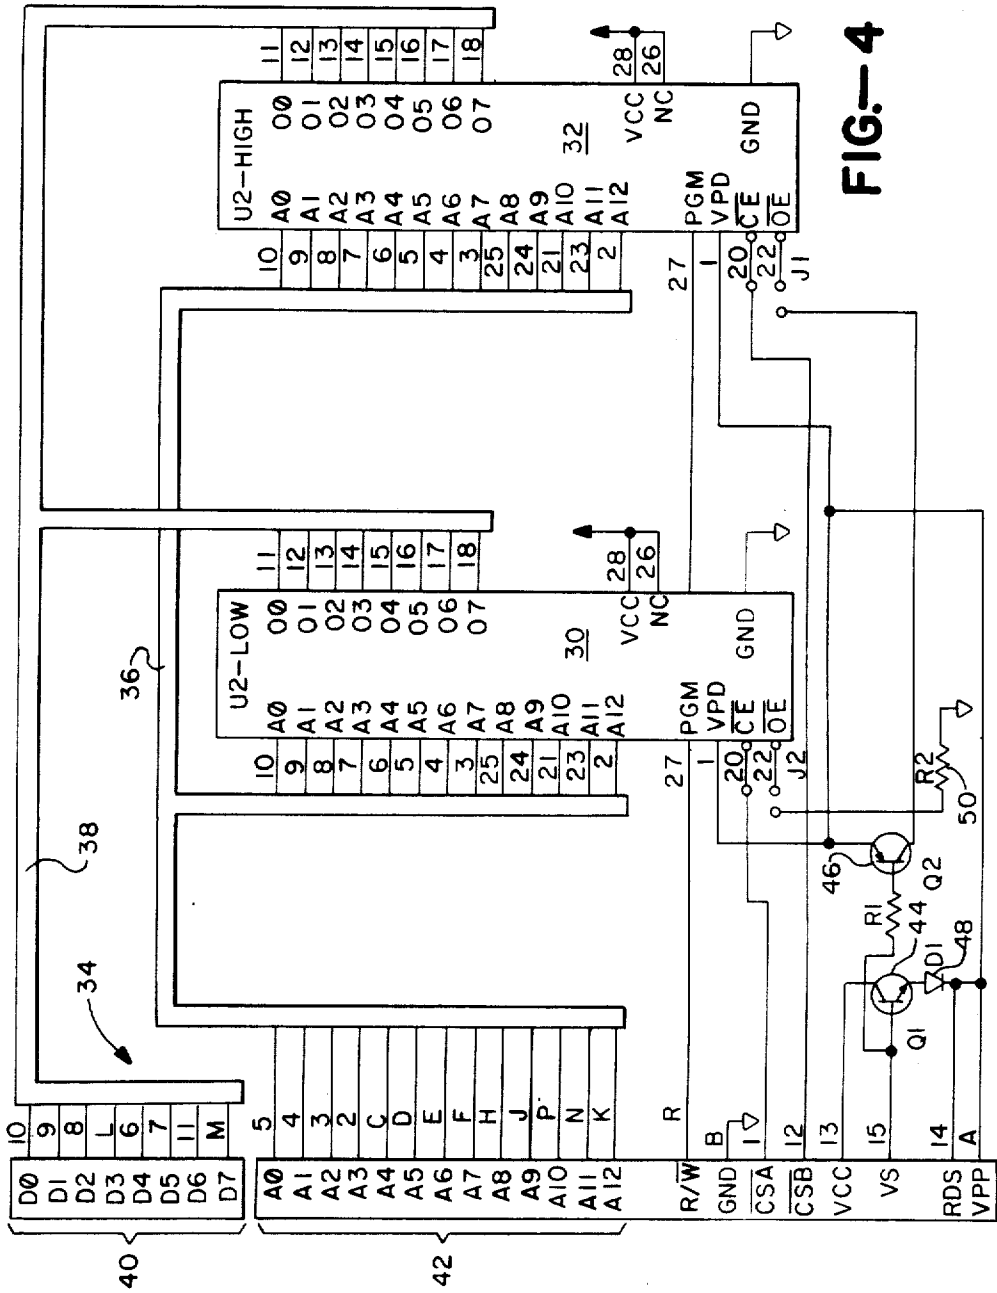 40
D0 10
D1 9
D2 8
D3 L
D4 6
D5 7
D6 11
D7 M
42
A0 5
A1 4
A2 3
A3 2
A4 C
A5 D
A6 E
A7 F
A8 H
A9 J
A10 P
A11 N
A12 K
R/W R
GND B
CSA 1
CSB 12
VCC 13
VS 15
RDS 14
VPP A
34
38
36
U2-LOW
10 A0 O0 11
9 A1 O1 12
8 A2 O2 13
7 A3 O3 14
6 A4 O4 15
5 A5 O5 16
4 A6 O6 17
3 A7 O7 18
25 A8
24 A9
21 A10 30
23 A11
2 A12
VCC 28
NC 26
27 PGM
1 VPD
20 CE GND
22 OE
J2
U2-HIGH
10 A0 O0 11
9 A1 O1 12
8 A2 O2 13
7 A3 O3 14
6 A4 O4 15
5 A5 O5 16
4 A6 O6 17
3 A7 O7 18
25 A8
24 A9
21 A10 32
23 A11
2 A12
VCC 28
NC 26
27 PGM
1 VPD
20 CE GND
22 OE
J1
46
Q2
R1
44
Q1
D1
48
R2
50
FIG.—4